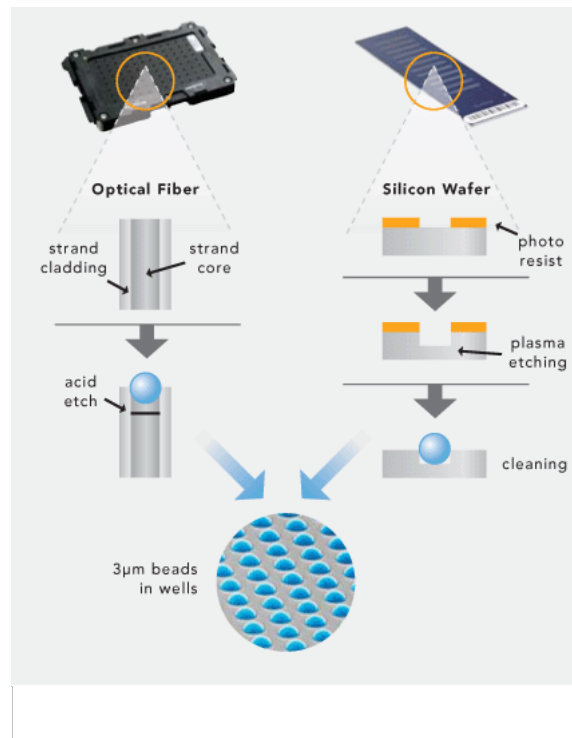 Optical Fiber
Silicon Wafer
strand
cladding
strand
core
photo
resist
plasma
etching
acid
etch
cleaning
3µm beads
in wells